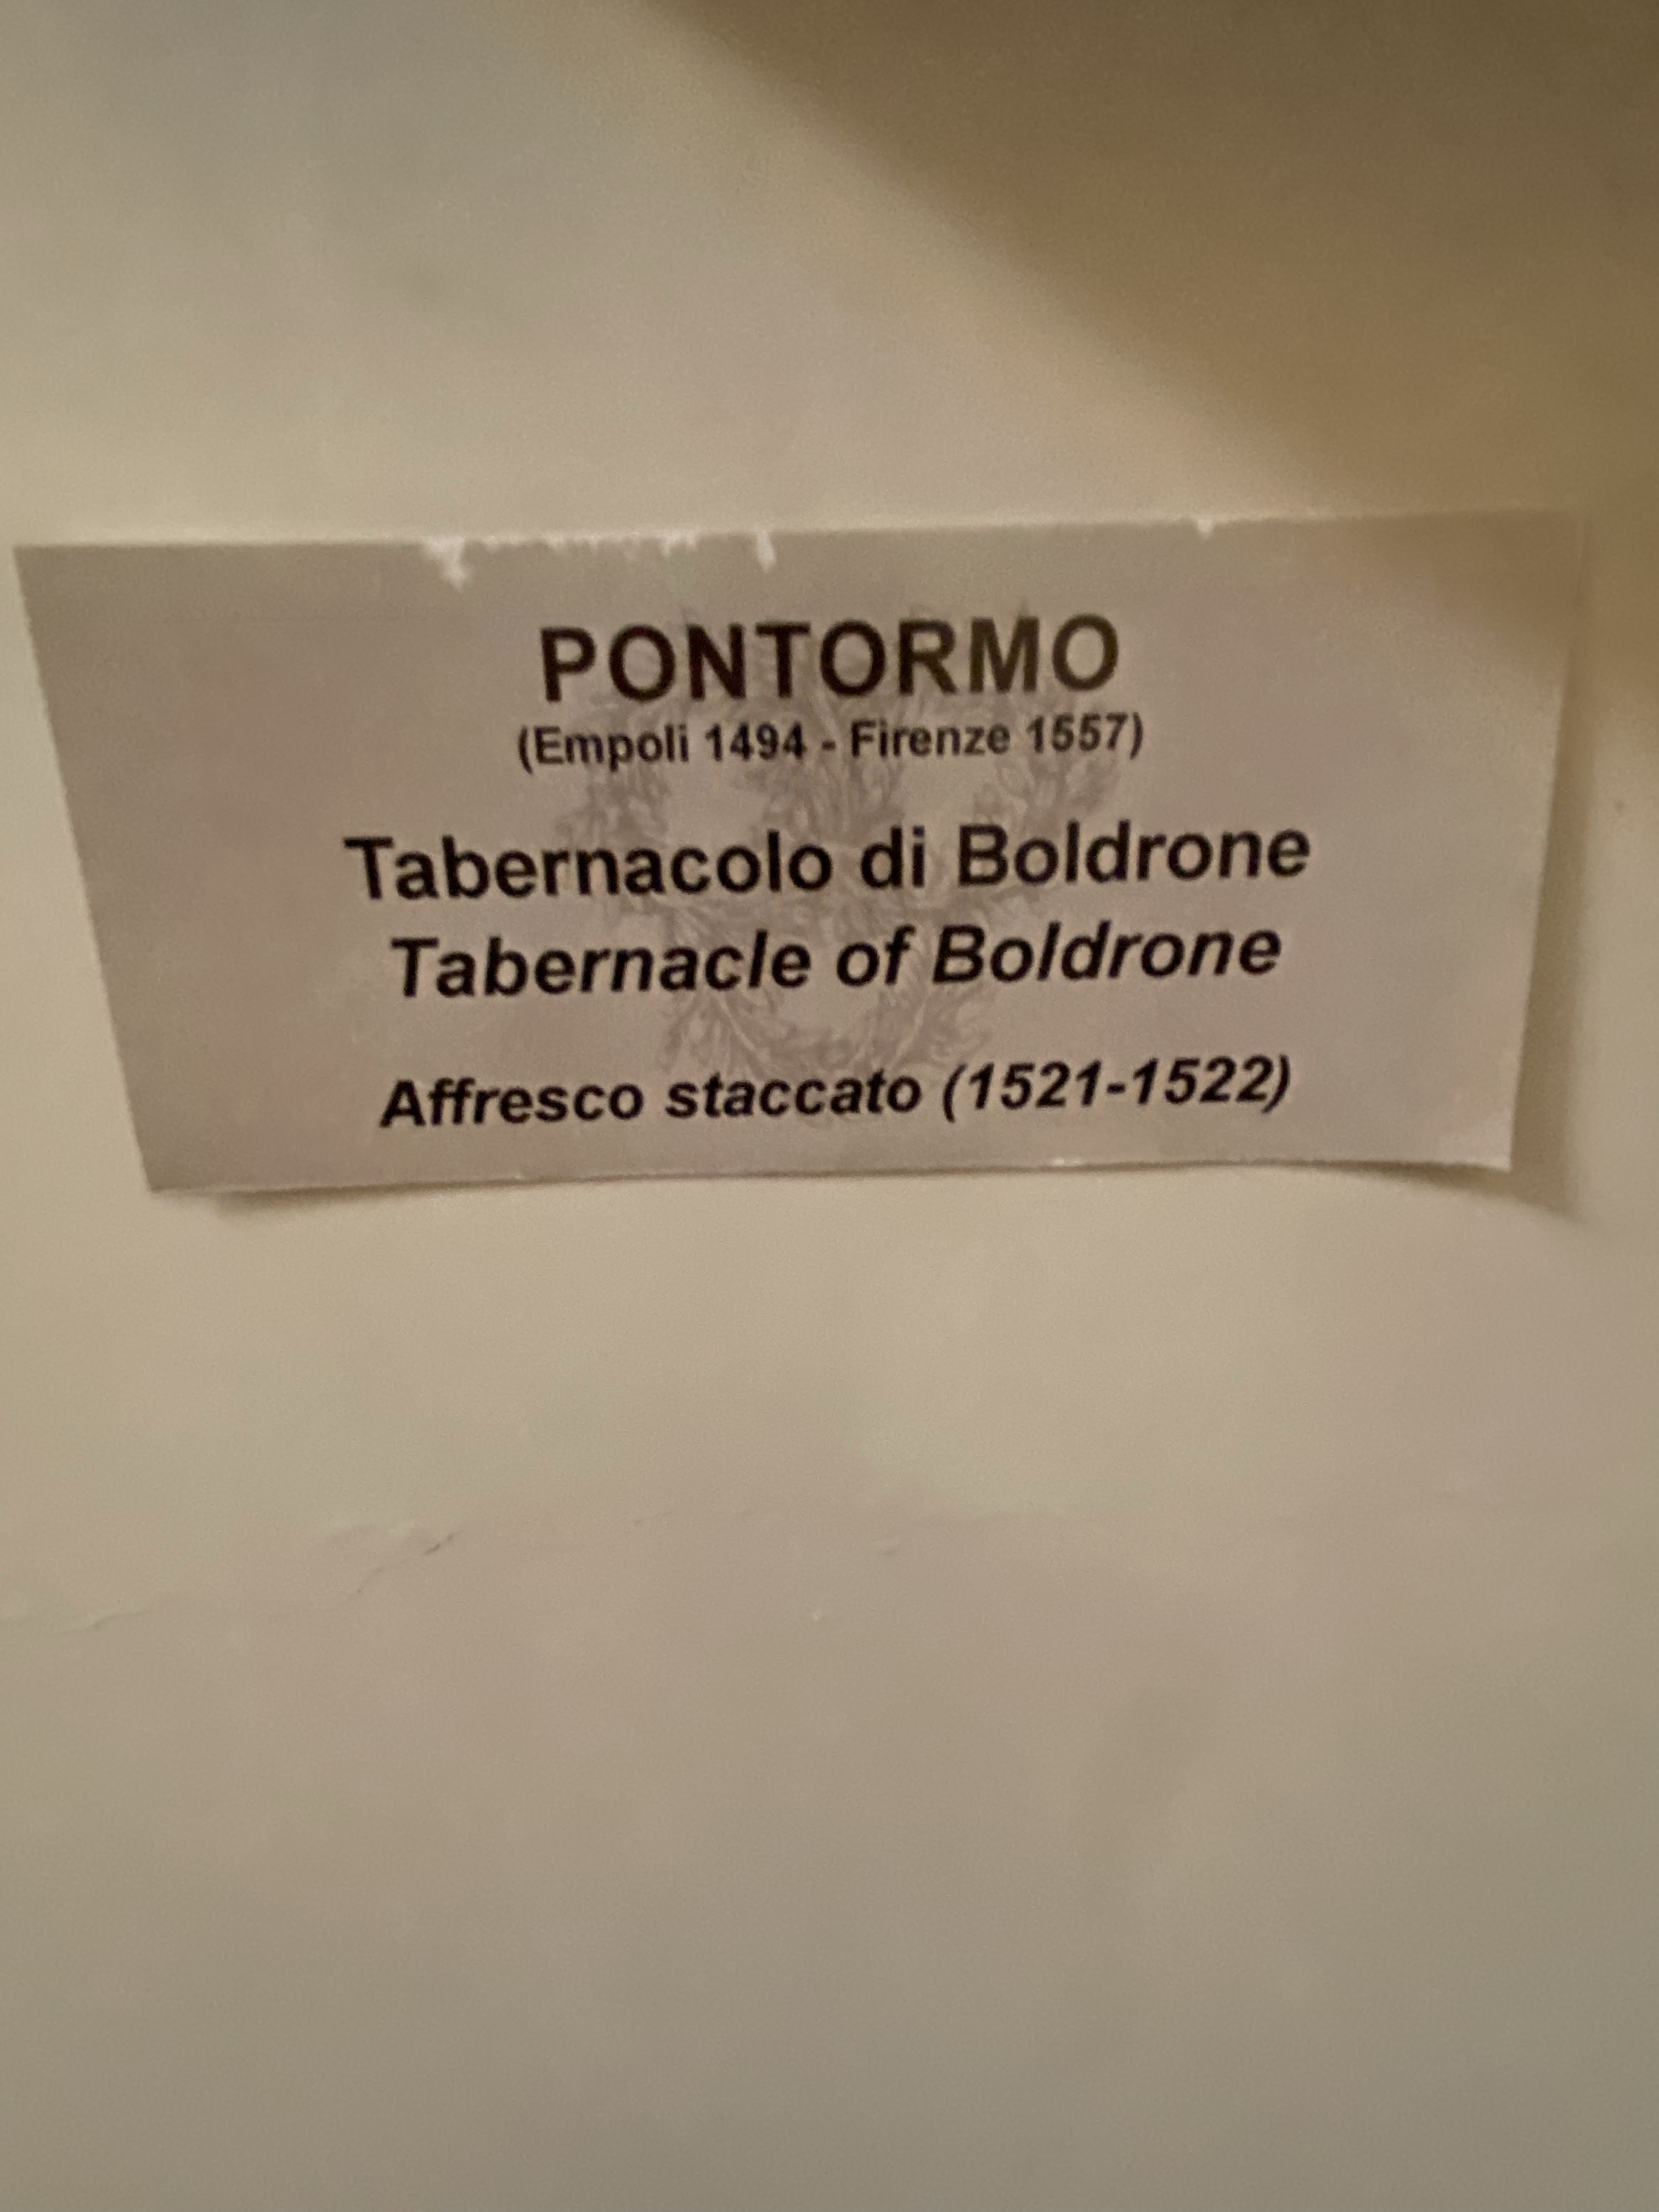 PONTORMO
(Empoli 1494 - Firenze 1557)
Tabernacolo di Boldrone
Tabernacle of Boldrone
Affresco staccato (1521-1522)